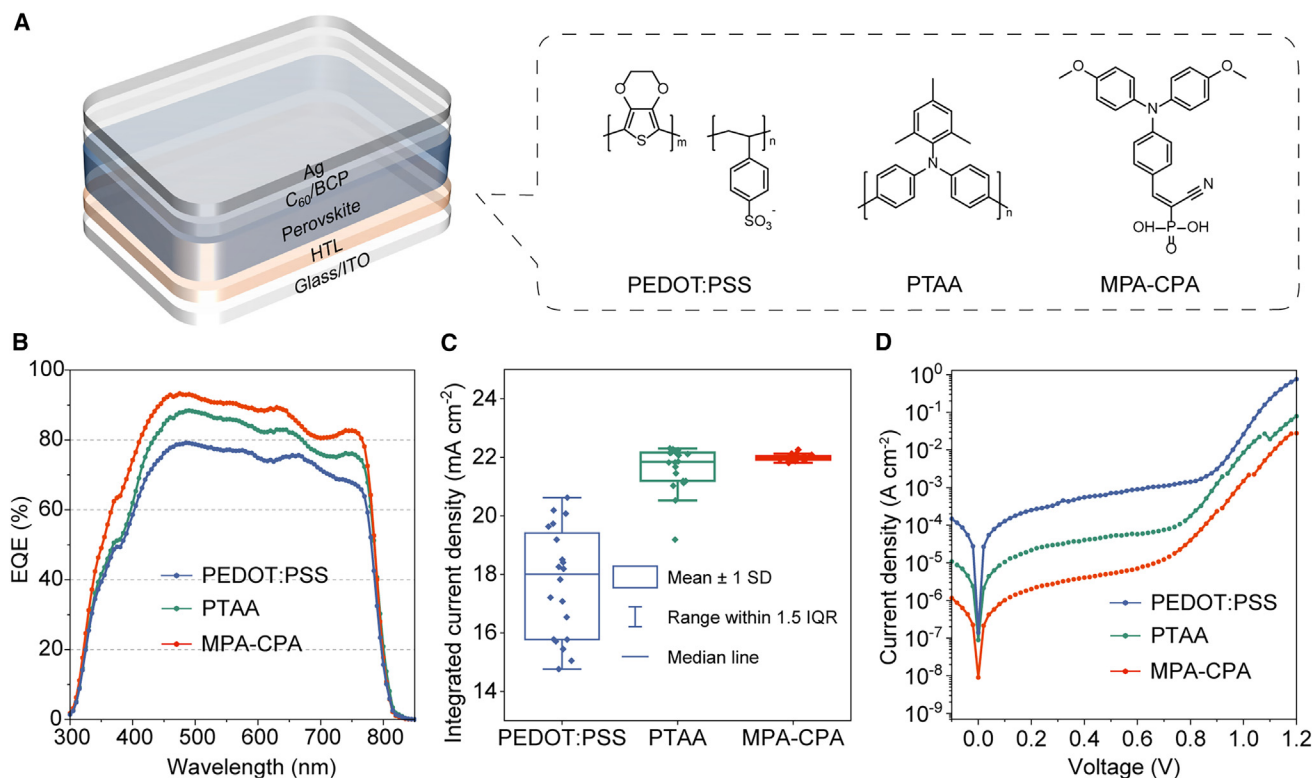 A
Ag
C60/BCP
Perovskite
HTL
Glass/ITO
O
O
S
m
n
SO3-
PEDOT:PSS
N
n
PTAA
O
O
N
N
OH-P-OH
O
MPA-CPA
B
EQE (%)
100
80
60
40
20
0
PEDOT:PSS
PTAA
MPA-CPA
300 400 500 600 700 800
Wavelength (nm)
C
Integrated current density (mA cm-2)
24
22
20
18
16
14
Mean ± 1 SD
Range within 1.5 IQR
Median line
PEDOT:PSS PTAA MPA-CPA
D
Current density (A cm-2)
10^0
10^-1
10^-2
10^-3
10^-4
10^-5
10^-6
10^-7
10^-8
10^-9
PEDOT:PSS
PTAA
MPA-CPA
0.0 0.2 0.4 0.6 0.8 1.0 1.2
Voltage (V)